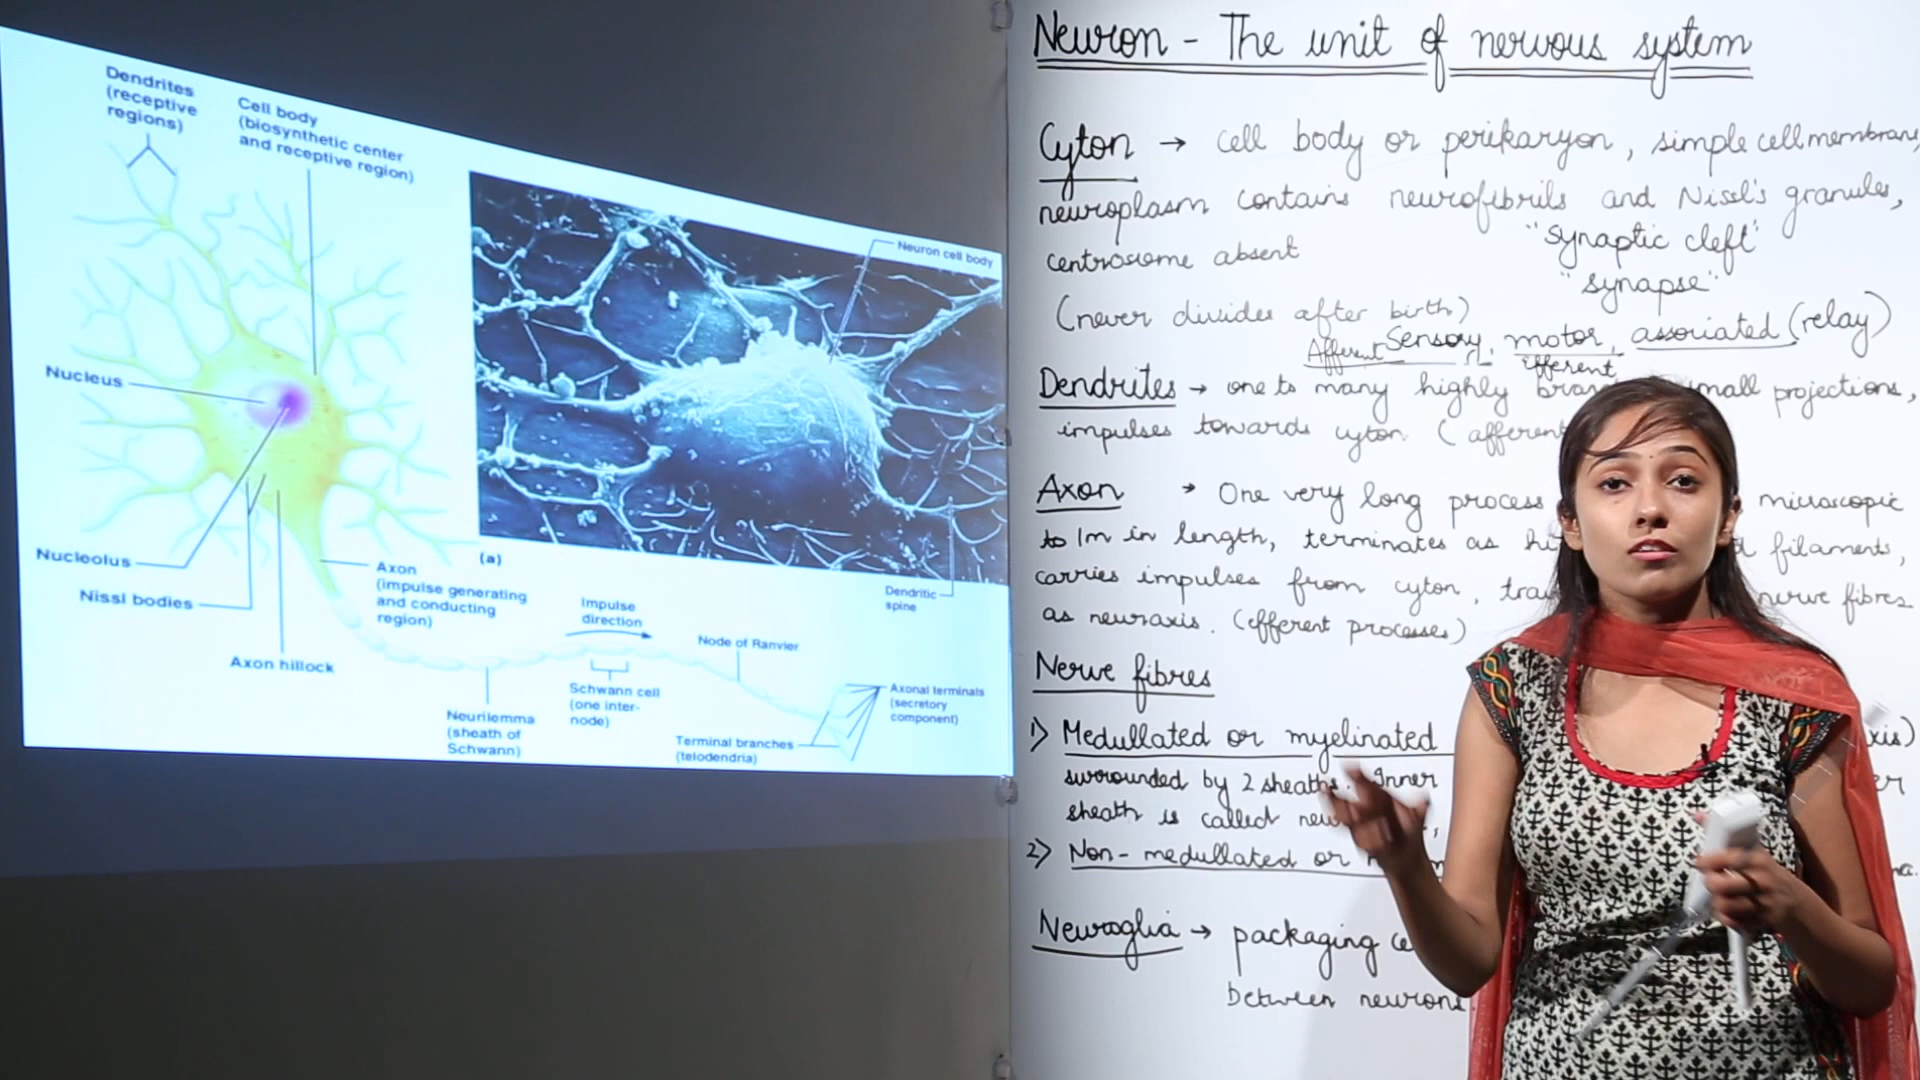 Dendrites
(receptive
regions)
Cell body
(biosynthetic center
and receptive region)
Neuron cell body
Nucleus
Nucleolus
Nissl bodies
Axon hillock
(a)
Axon
(impulse generating
and conducting
region)
Dendritic
spine
Impulse
direction
Node of Ranvier
Neurilemma
(sheath of
Schwann)
Schwann cell
(one inter-
node)
Axonal terminals
(secretory
component)
Terminal branches
(telodendria)
Neuron - The unit of nervous system
Cyton → cell body or perikaryon, simple cell membrane,
neuroplasm contains neurofibrils and Nissl's granules,
centrosome absent
"synaptic cleft"
"synapse"
(never divides after birth)
Sensory, motor, associated (relay)
Afferent
Efferent
Dendrites → one to many highly small projections,
impulses towards cyton (afferent
Axon → One very long process microscopic
to 1m in length, terminates as filaments,
carries impulses from cyton, nerve fibres
as neuraxis. (efferent processes)
Nerve fibres
1) Medullated or myelinated
surrounded by 2 sheaths. Inner
sheath is called
2) Non-medullated or
Neuroglia → packaging
between neurons